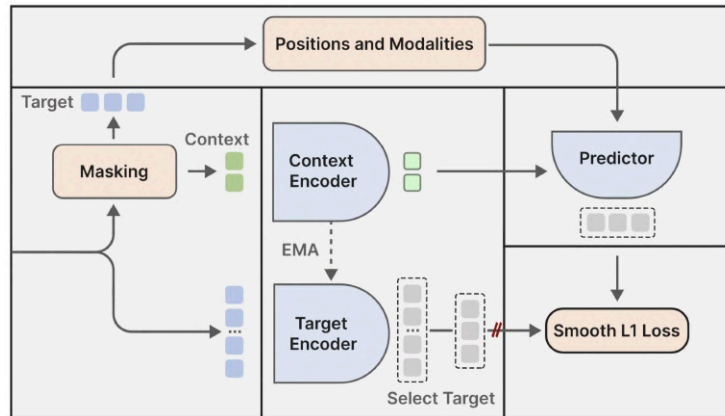 Positions and Modalities
Target
Context
Masking
Context
Encoder
Predictor
EMA
Target
Encoder
...
...
Smooth L1 Loss
Select Target